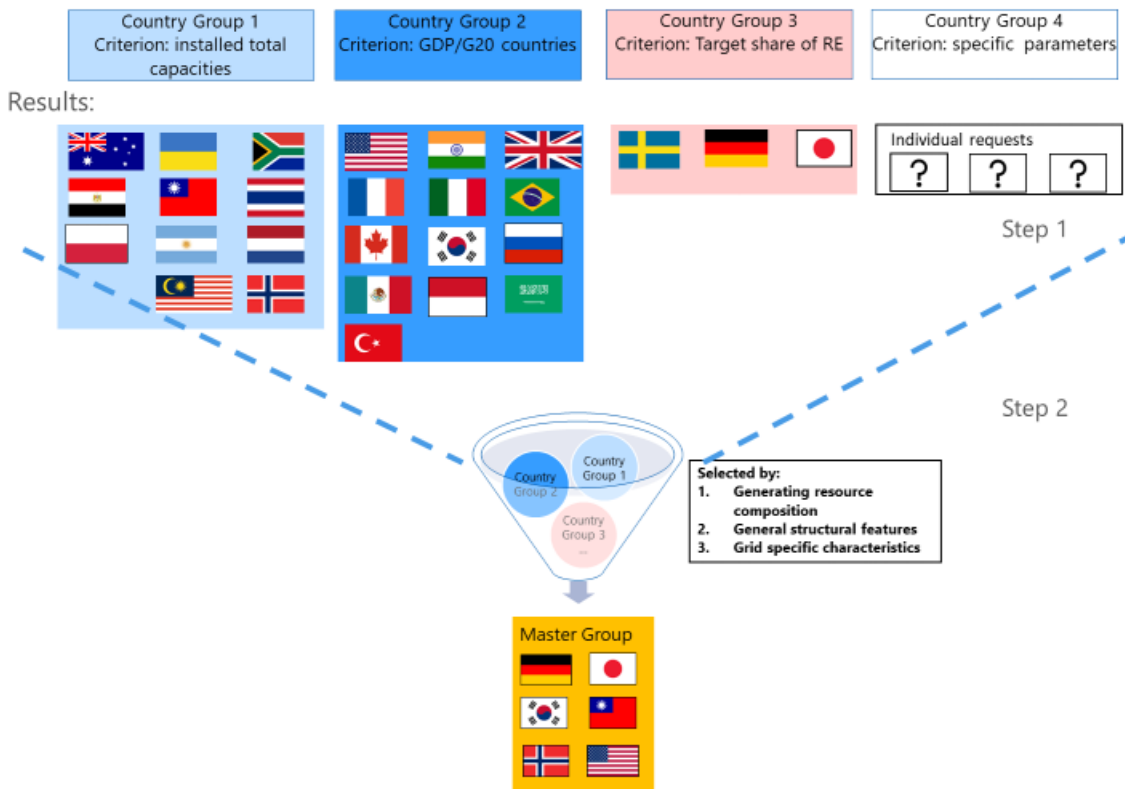 Country Group 1
Criterion: installed total
capacities
Country Group 2
Criterion: GDP/G20 countries
Country Group 3
Criterion: Target share of RE
Country Group 4
Criterion: specific parameters
Results:
Individual requests
? ? ?
Step 1
Step 2
Country
Group 1
Country
Group 2
Country
Group 3
...
Selected by:
1. Generating resource
composition
2. General structural features
3. Grid specific characteristics
Master Group